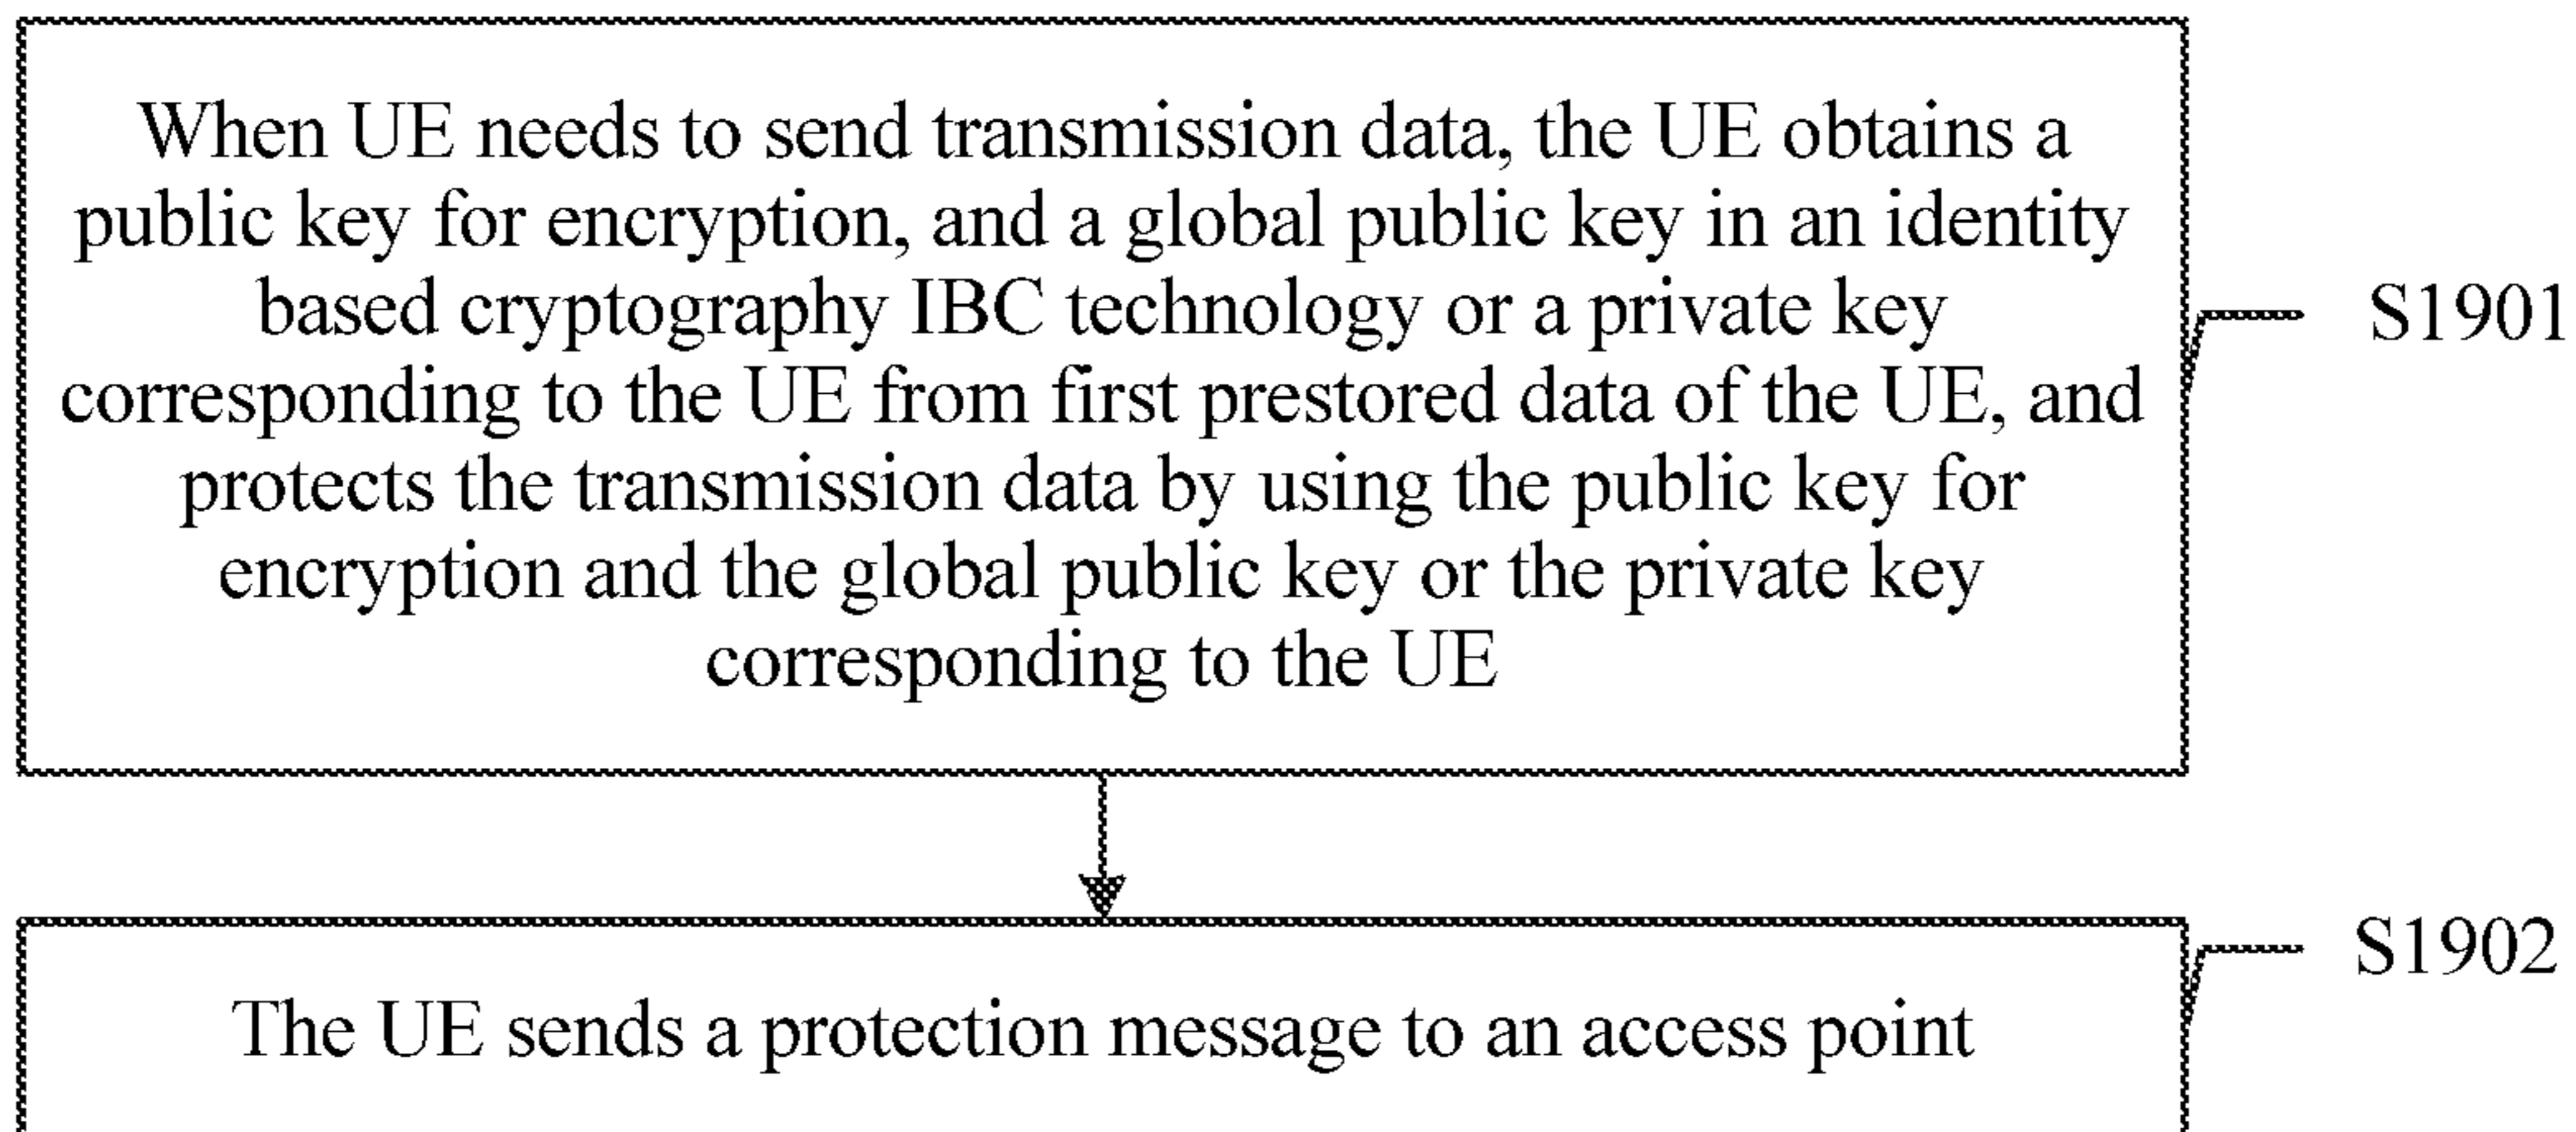 When UE needs to send transmission data, the UE obtains a
public key for encryption, and a global public key in an identity
based cryptography IBC technology or a private key
corresponding to the UE from first prestored data of the UE, and
protects the transmission data by using the public key for
encryption and the global public key or the private key
corresponding to the UE
S1901
S1902
The UE sends a protection message to an access point